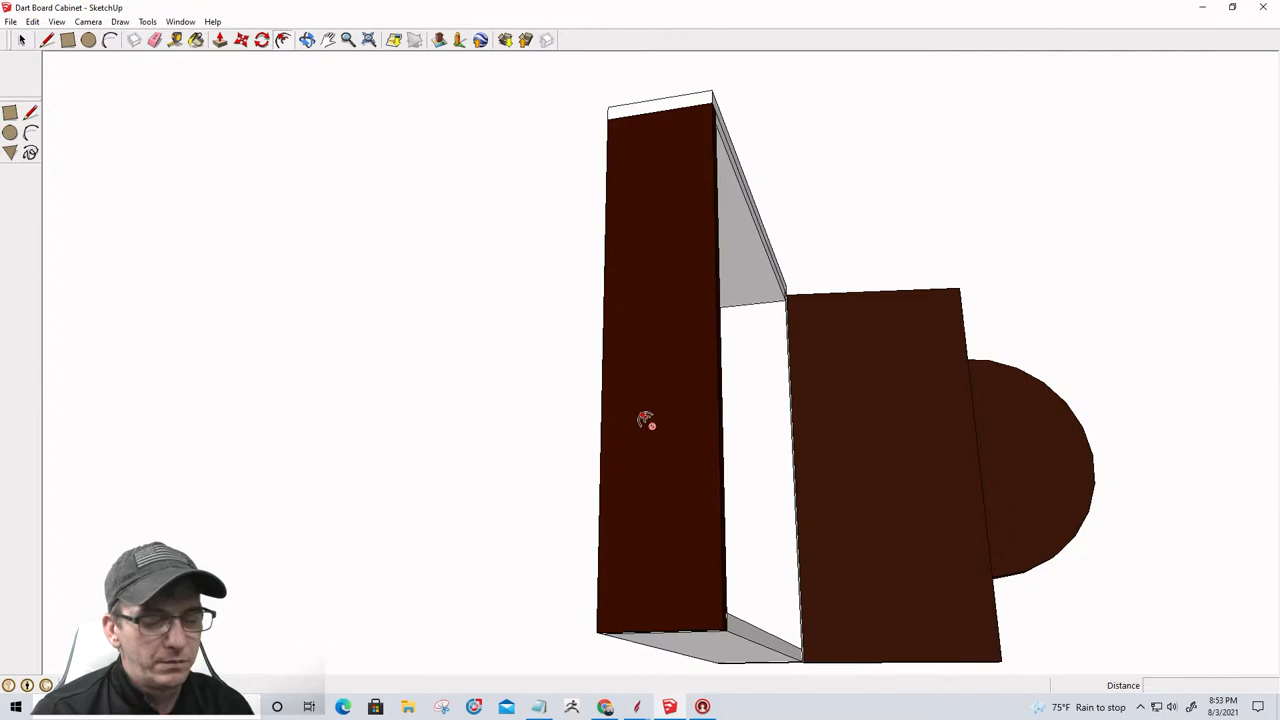 Dart Board Cabinet - SketchUp
File Edit View Camera Draw Tools Window Help
Distance
75°F Rain to stop
8:53 PM
8/3/2021